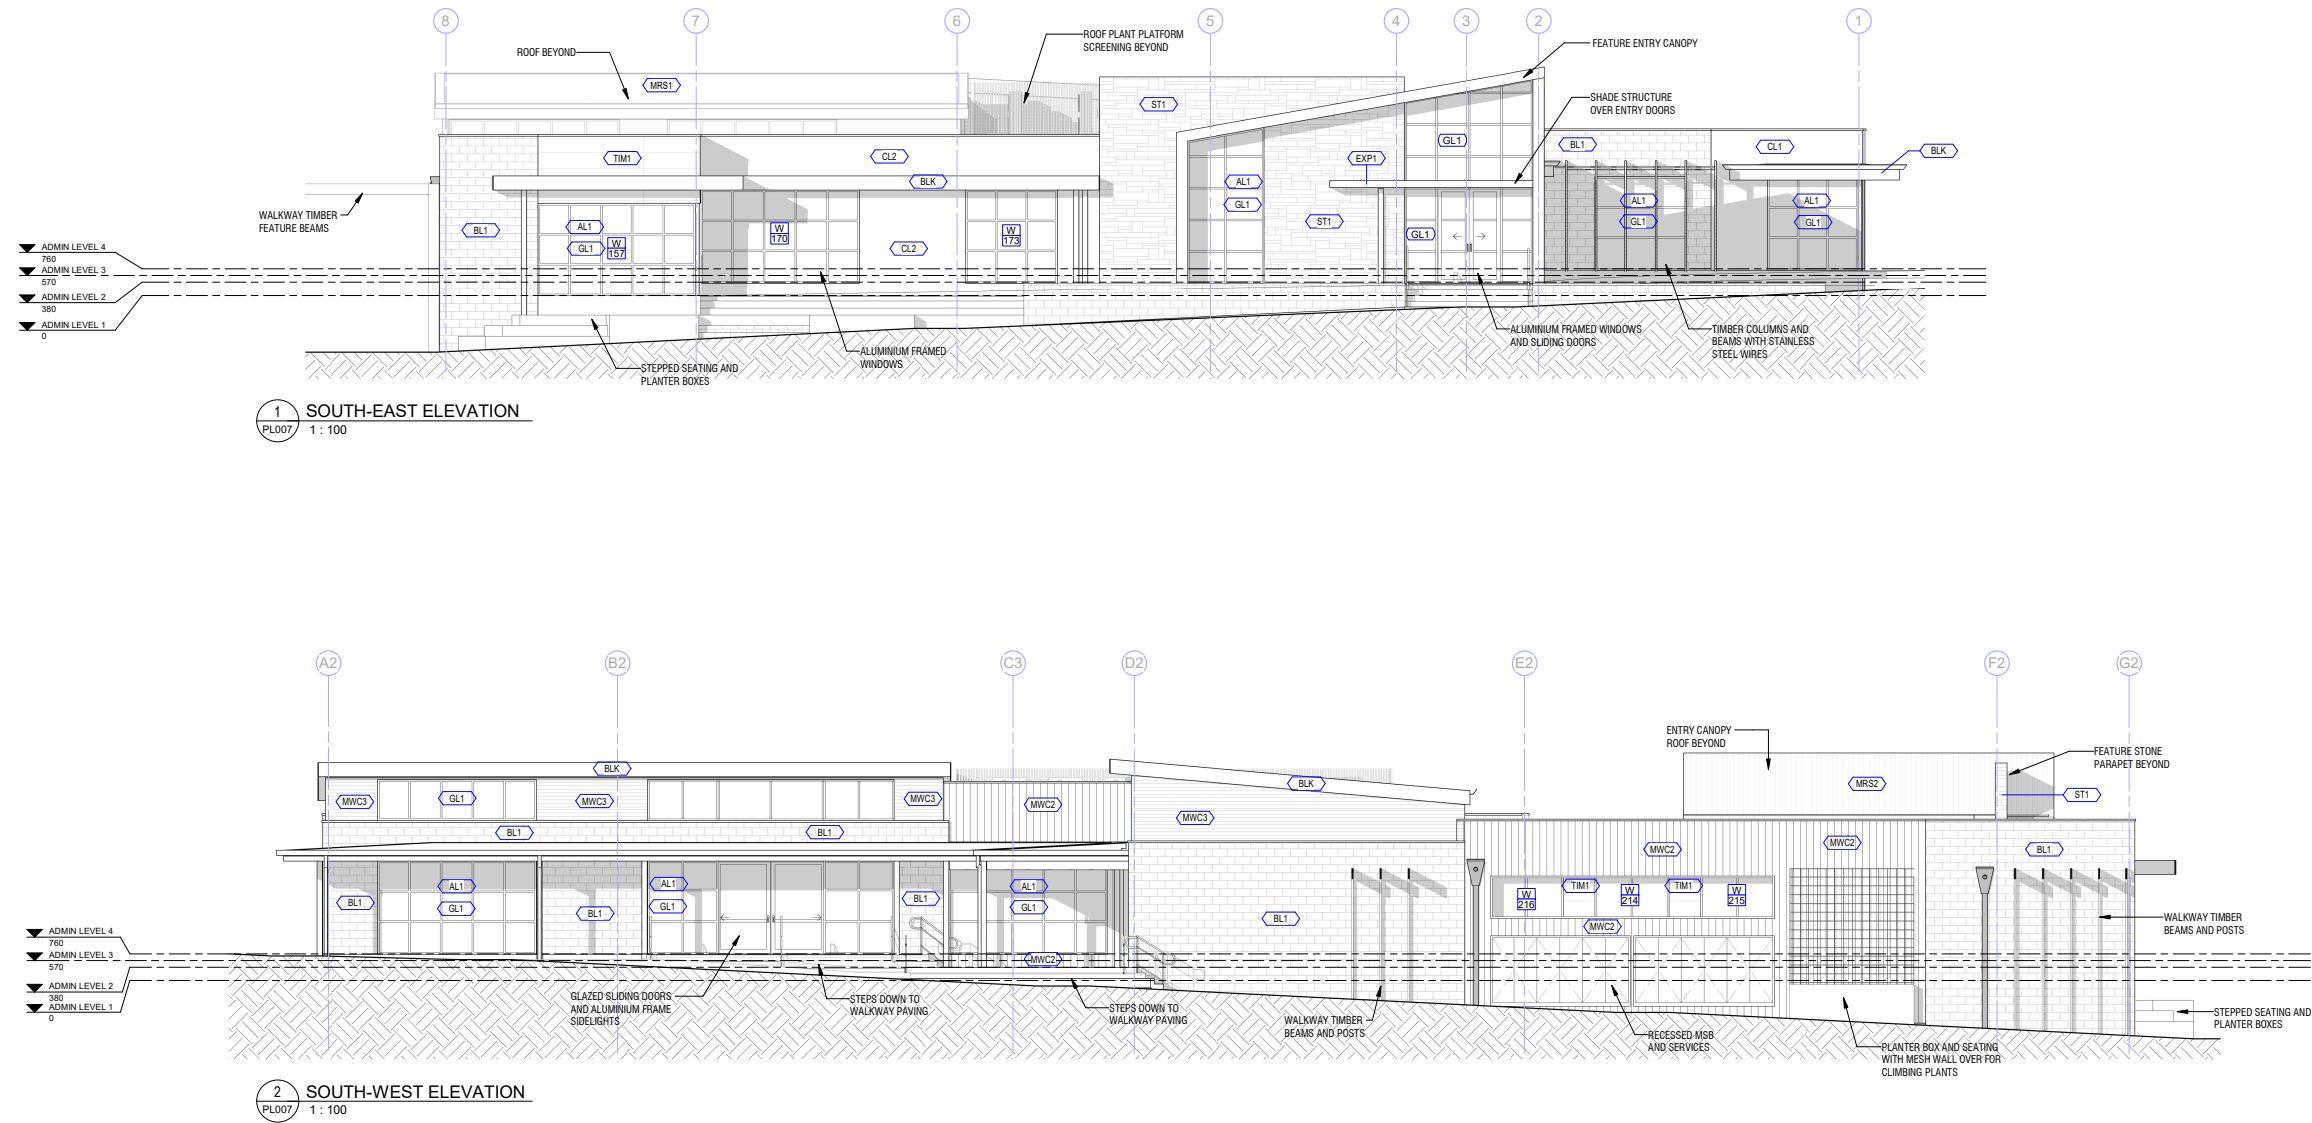 8 7 6 5 4 3 2 1
ROOF PLANT PLATFORM
SCREENING BEYOND
FEATURE ENTRY CANOPY
ROOF BEYOND
MRS1
SHADE STRUCTURE
OVER ENTRY DOORS
ST1
GL1
BL1
CL1
BLK
TIM1
CL2
EXP1
BLK
AL1
AL1
AL1
GL1
WALKWAY TIMBER
FEATURE BEAMS
BL1
AL1
GL1
W
157
W
170
CL2
W
173
ST1
GL1
GL1
GL1
ADMIN LEVEL 4
760
ADMIN LEVEL 3
570
ADMIN LEVEL 2
380
ADMIN LEVEL 1
0
ALUMINIUM FRAMED
WINDOWS
STEPPED SEATING AND
PLANTER BOXES
ALUMINIUM FRAMED WINDOWS
AND SLIDING DOORS
TIMBER COLUMNS AND
BEAMS WITH STAINLESS
STEEL WIRES
1
PL007
SOUTH-EAST ELEVATION
1 : 100
A2 B2 C3 D2 E2 F2 G2
ENTRY CANOPY
ROOF BEYOND
FEATURE STONE
PARAPET BEYOND
BLK
BLK
MRS2
ST1
MWC3
GL1
MWC3
MWC3
MWC2
MWC3
BL1
BL1
MWC2
MWC2
BL1
AL1
AL1
AL1
TIM1
TIM1
W
216
W
214
W
215
BL1
GL1
BL1
GL1
BL1
GL1
BL1
MWC2
MWC2
WALKWAY TIMBER
BEAMS AND POSTS
ADMIN LEVEL 4
760
ADMIN LEVEL 3
570
ADMIN LEVEL 2
380
ADMIN LEVEL 1
0
GLAZED SLIDING DOORS
AND ALUMINIUM FRAME
SIDELIGHTS
STEPS DOWN TO
WALKWAY PAVING
STEPS DOWN TO
WALKWAY PAVING
WALKWAY TIMBER
BEAMS AND POSTS
RECESSED MSB
AND SERVICES
PLANTER BOX AND SEATING
WITH MESH WALL OVER FOR
CLIMBING PLANTS
STEPPED SEATING AND
PLANTER BOXES
2
PL007
SOUTH-WEST ELEVATION
1 : 100